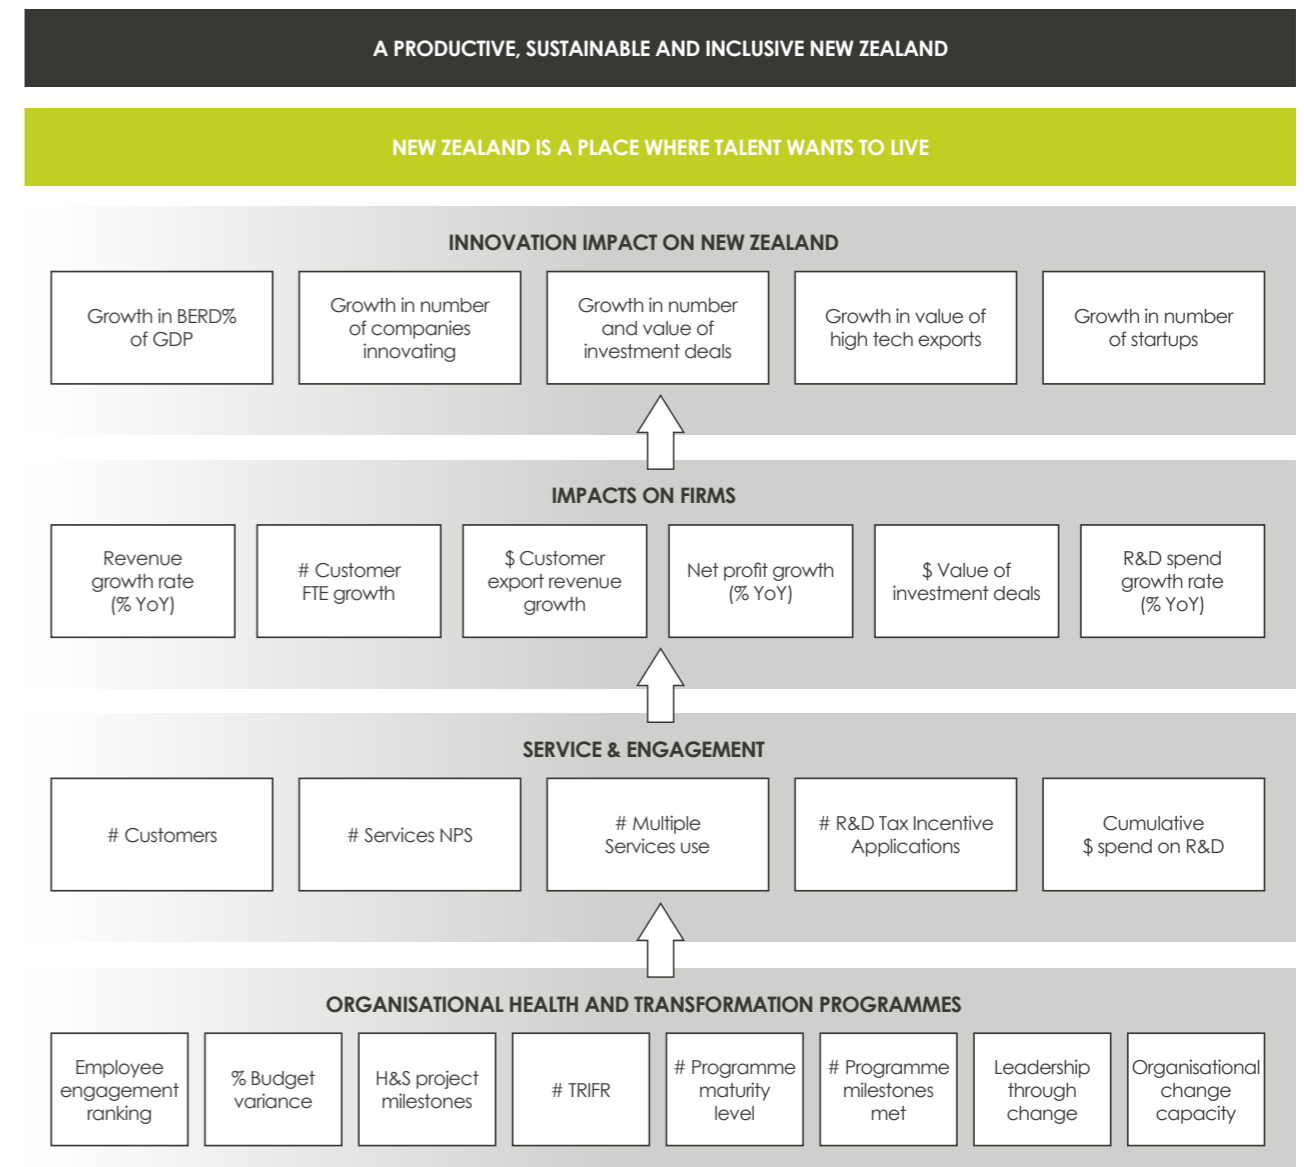 A PRODUCTIVE, SUSTAINABLE AND INCLUSIVE NEW ZEALAND
NEW ZEALAND IS A PLACE WHERE TALENT WANTS TO LIVE
INNOVATION IMPACT ON NEW ZEALAND
Growth in BERD%
of GDP
Growth in number
of companies
innovating
Growth in number
and value of
investment deals
Growth in value of
high tech exports
Growth in number
of startups
IMPACTS ON FIRMS
Revenue
growth rate
(% YoY)
# Customer
FTE growth
$ Customer
export revenue
growth
Net profit growth
(% YoY)
$ Value of
investment deals
R&D spend
growth rate
(% YoY)
SERVICE & ENGAGEMENT
# Customers
# Services NPS
# Multiple
Services use
# R&D Tax Incentive
Applications
Cumulative
$ spend on R&D
ORGANISATIONAL HEALTH AND TRANSFORMATION PROGRAMMES
Employee
engagement
ranking
% Budget
variance
H&S project
milestones
# TRIFR
# Programme
maturity
level
# Programme
milestones
met
Leadership
through
change
Organisational
change
capacity